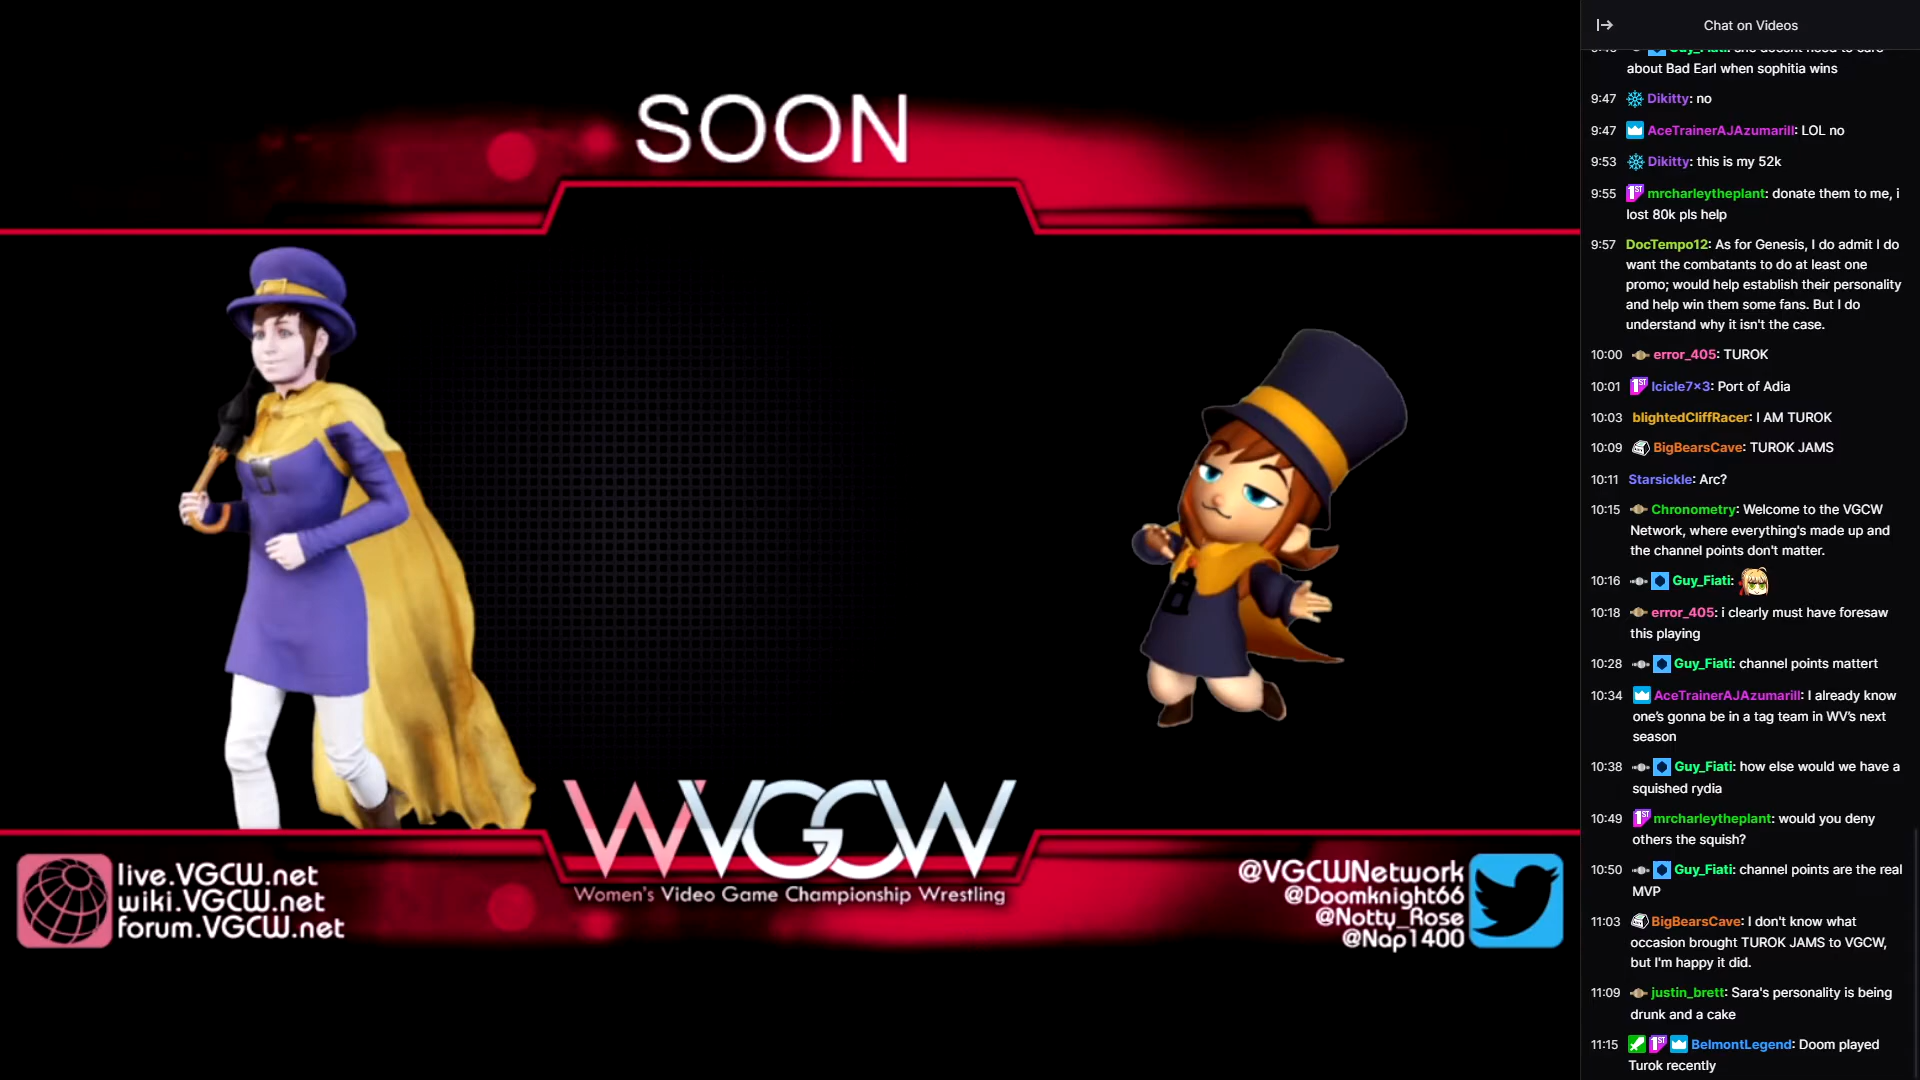 SOON
WVGCW
Women's Video Game Championship Wrestling
live.VGCW.net
wiki.VGCW.net
forum.VGCW.net
@VGCWNetwork
@Doomknight66
@Notty_Rose
@Nap1400
Chat on Videos
about Bad Earl when sophitia wins
9:47 Dikitty: no
9:47 AceTrainerAJAzumarill: LOL no
9:53 Dikitty: this is my 52k
9:55 1ST mrcharleytheplant: donate them to me, i
lost 80k pls help
9:57 DocTempo12: As for Genesis, I do admit I do
want the combatants to do at least one
promo; would help establish their personality
and help win them some fans. But I do
understand why it isn't the case.
10:00 error_405: TUROK
10:01 1ST Icicle7x3: Port of Adia
10:03 blightedCliffRacer: I AM TUROK
10:09 BigBearsCave: TUROK JAMS
10:11 Starsickle: Arc?
10:15 Chronometry: Welcome to the VGCW
Network, where everything's made up and
the channel points don't matter.
10:16 Guy_Fiati:
10:18 error_405: i clearly must have foresaw
this playing
10:28 Guy_Fiati: channel points mattert
10:34 AceTrainerAJAzumarill: I already know
one's gonna be in a tag team in WV's next
season
10:38 Guy_Fiati: how else would we have a
squished rydia
10:49 1ST mrcharleytheplant: would you deny
others the squish?
10:50 Guy_Fiati: channel points are the real
MVP
11:03 BigBearsCave: I don't know what
occasion brought TUROK JAMS to VGCW,
but I'm happy it did.
11:09 justin_brett: Sara's personality is being
drunk and a cake
11:15 1ST BelmontLegend: Doom played
Turok recently